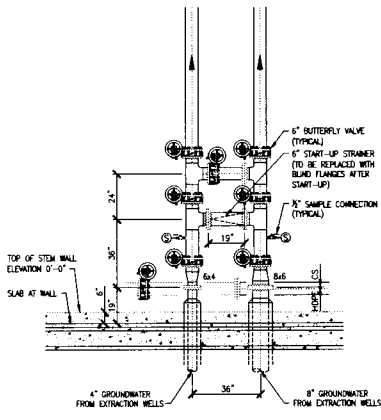 6" BUTTERFLY VALVE
(TYPICAL)
6" START-UP STRAINER
(TO BE REPLACED WITH
BLIND FLANGES AFTER
START-UP)
24"
19"
½" SAMPLE CONNECTION
(TYPICAL)
S
S
36"
6x4
8x6
CS
HDPE
TOP OF STEM WALL
ELEVATION 0'-0"
6"
19"
SLAB AT WALL
36"
4" GROUNDWATER
FROM EXTRACTION WELLS
8" GROUNDWATER
FROM EXTRACTION WELLS